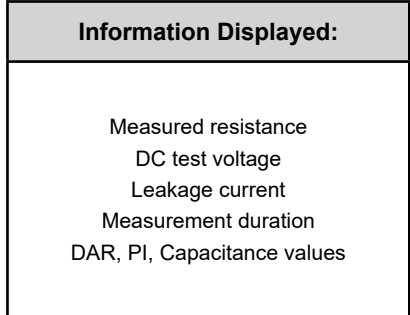 Information Displayed:
Measured resistance
DC test voltage
Leakage current
Measurement duration
DAR, PI, Capacitance values